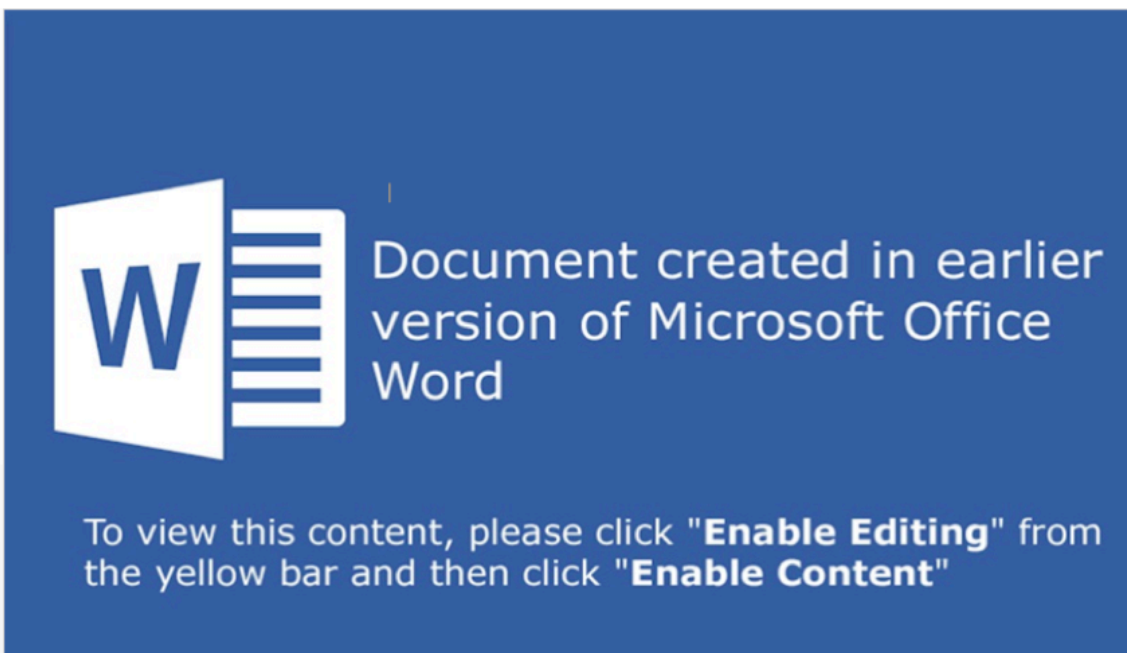 W
Document created in earlier
version of Microsoft Office
Word
To view this content, please click "Enable Editing" from
the yellow bar and then click "Enable Content"